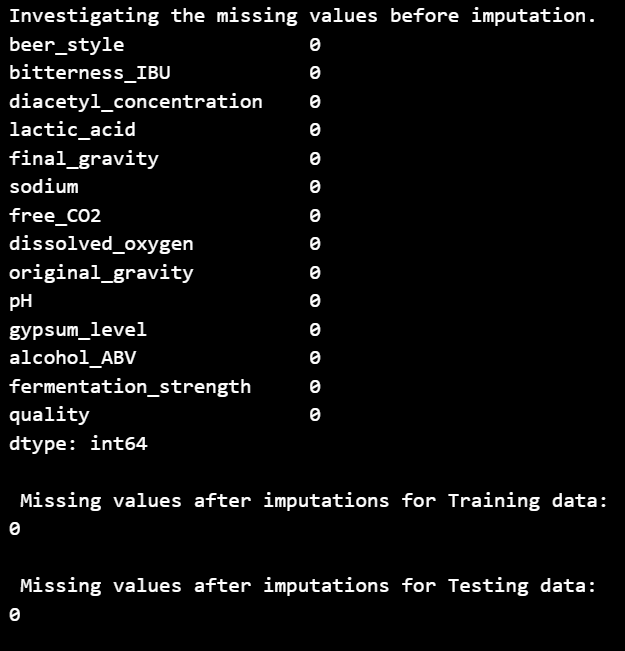 Investigating the missing values before imputation.
beer_style 0
bitterness_IBU 0
diacetyl_concentration 0
lactic_acid 0
final_gravity 0
sodium 0
free_CO2 0
dissolved_oxygen 0
original_gravity 0
pH 0
gypsum_level 0
alcohol_ABV 0
fermentation_strength 0
quality 0
dtype: int64
Missing values after imputations for Training data:
0
Missing values after imputations for Testing data:
0